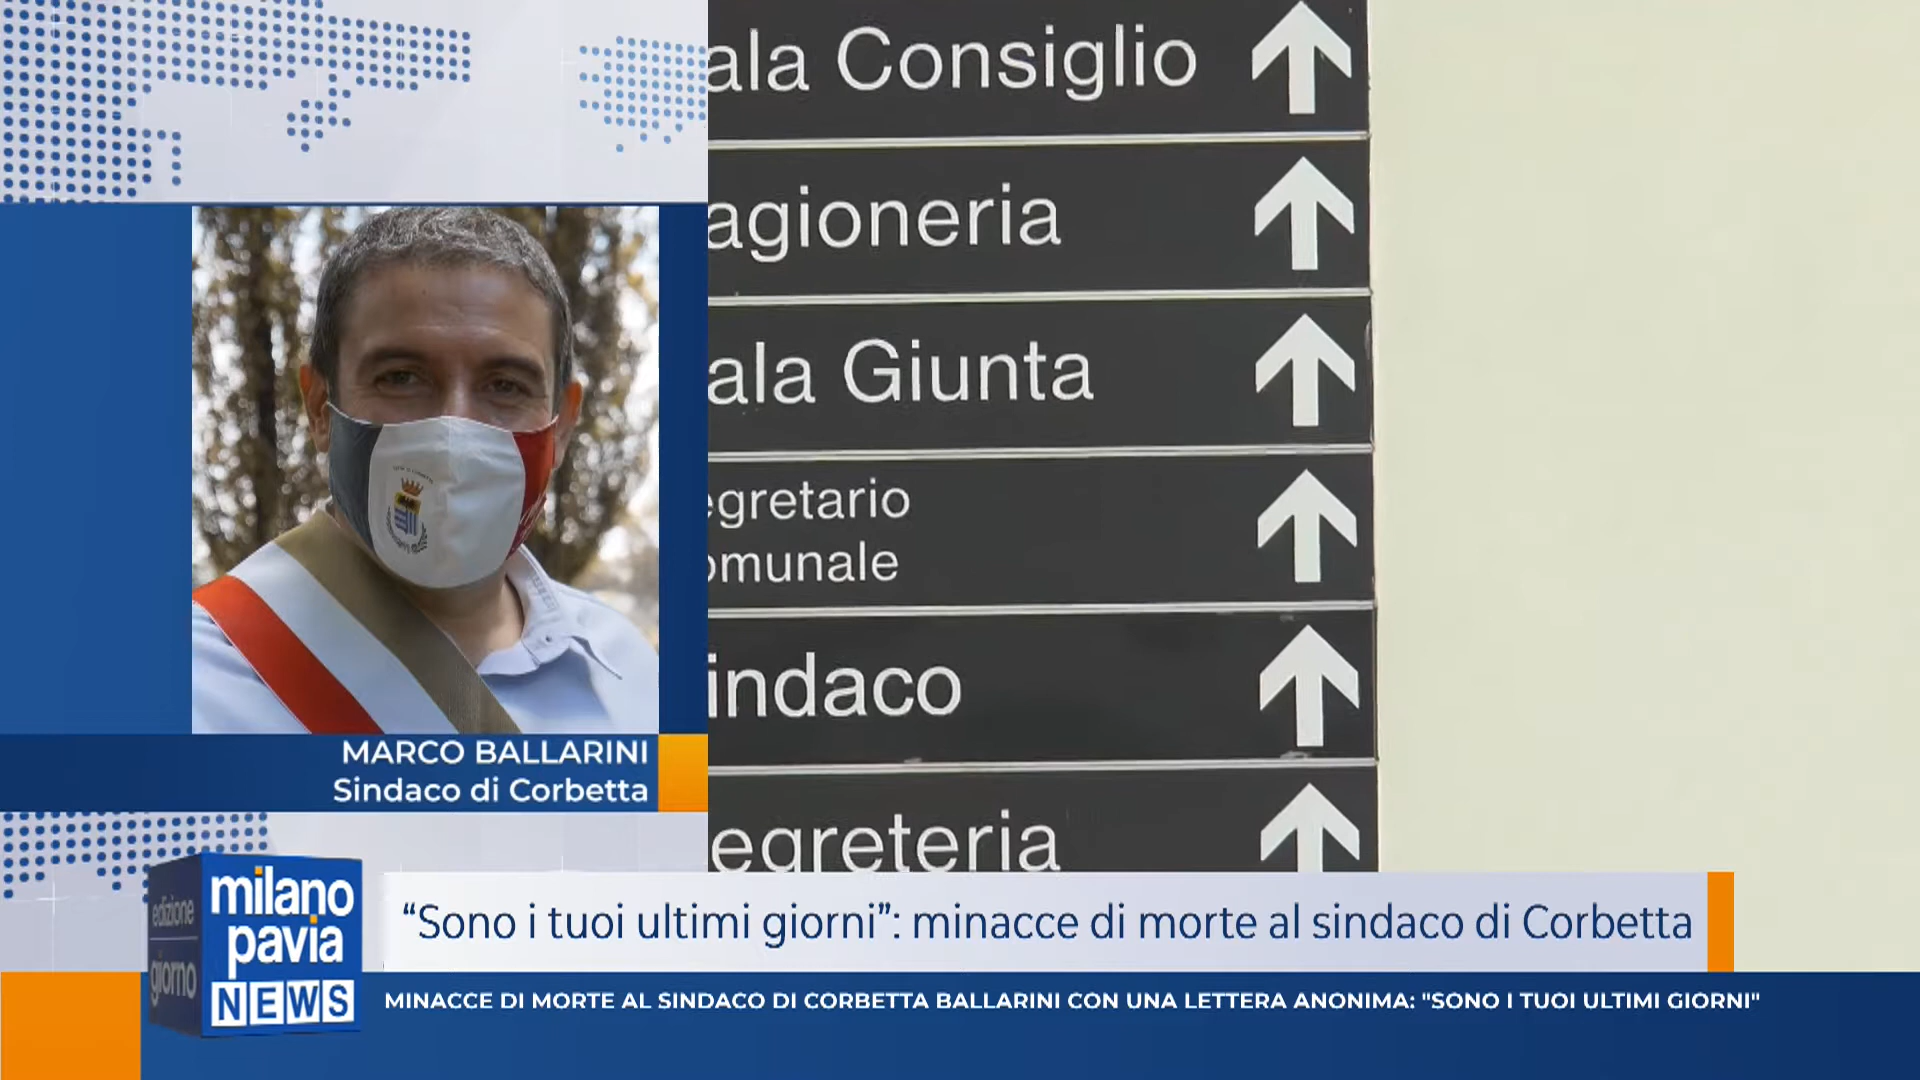 ala Consiglio
agioneria
ala Giunta
egretario
omunale
indaco
egreteria
MARCO BALLARINI
Sindaco di Corbetta
edizione
giorno
milano
pavia
NEWS
“Sono i tuoi ultimi giorni”: minacce di morte al sindaco di Corbetta
MINACCE DI MORTE AL SINDACO DI CORBETTA BALLARINI CON UNA LETTERA ANONIMA: "SONO I TUOI ULTIMI GIORNI"